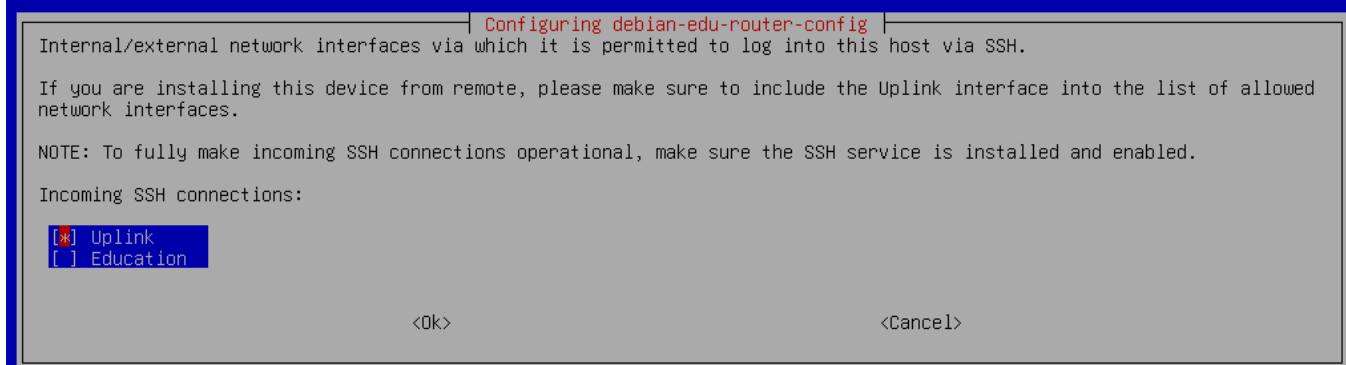 Configuring debian-edu-router-config
Internal/external network interfaces via which it is permitted to log into this host via SSH.
If you are installing this device from remote, please make sure to include the Uplink interface into the list of allowed
network interfaces.
NOTE: To fully make incoming SSH connections operational, make sure the SSH service is installed and enabled.
Incoming SSH connections:
[*] Uplink
[ ] Education
<Ok> <Cancel>